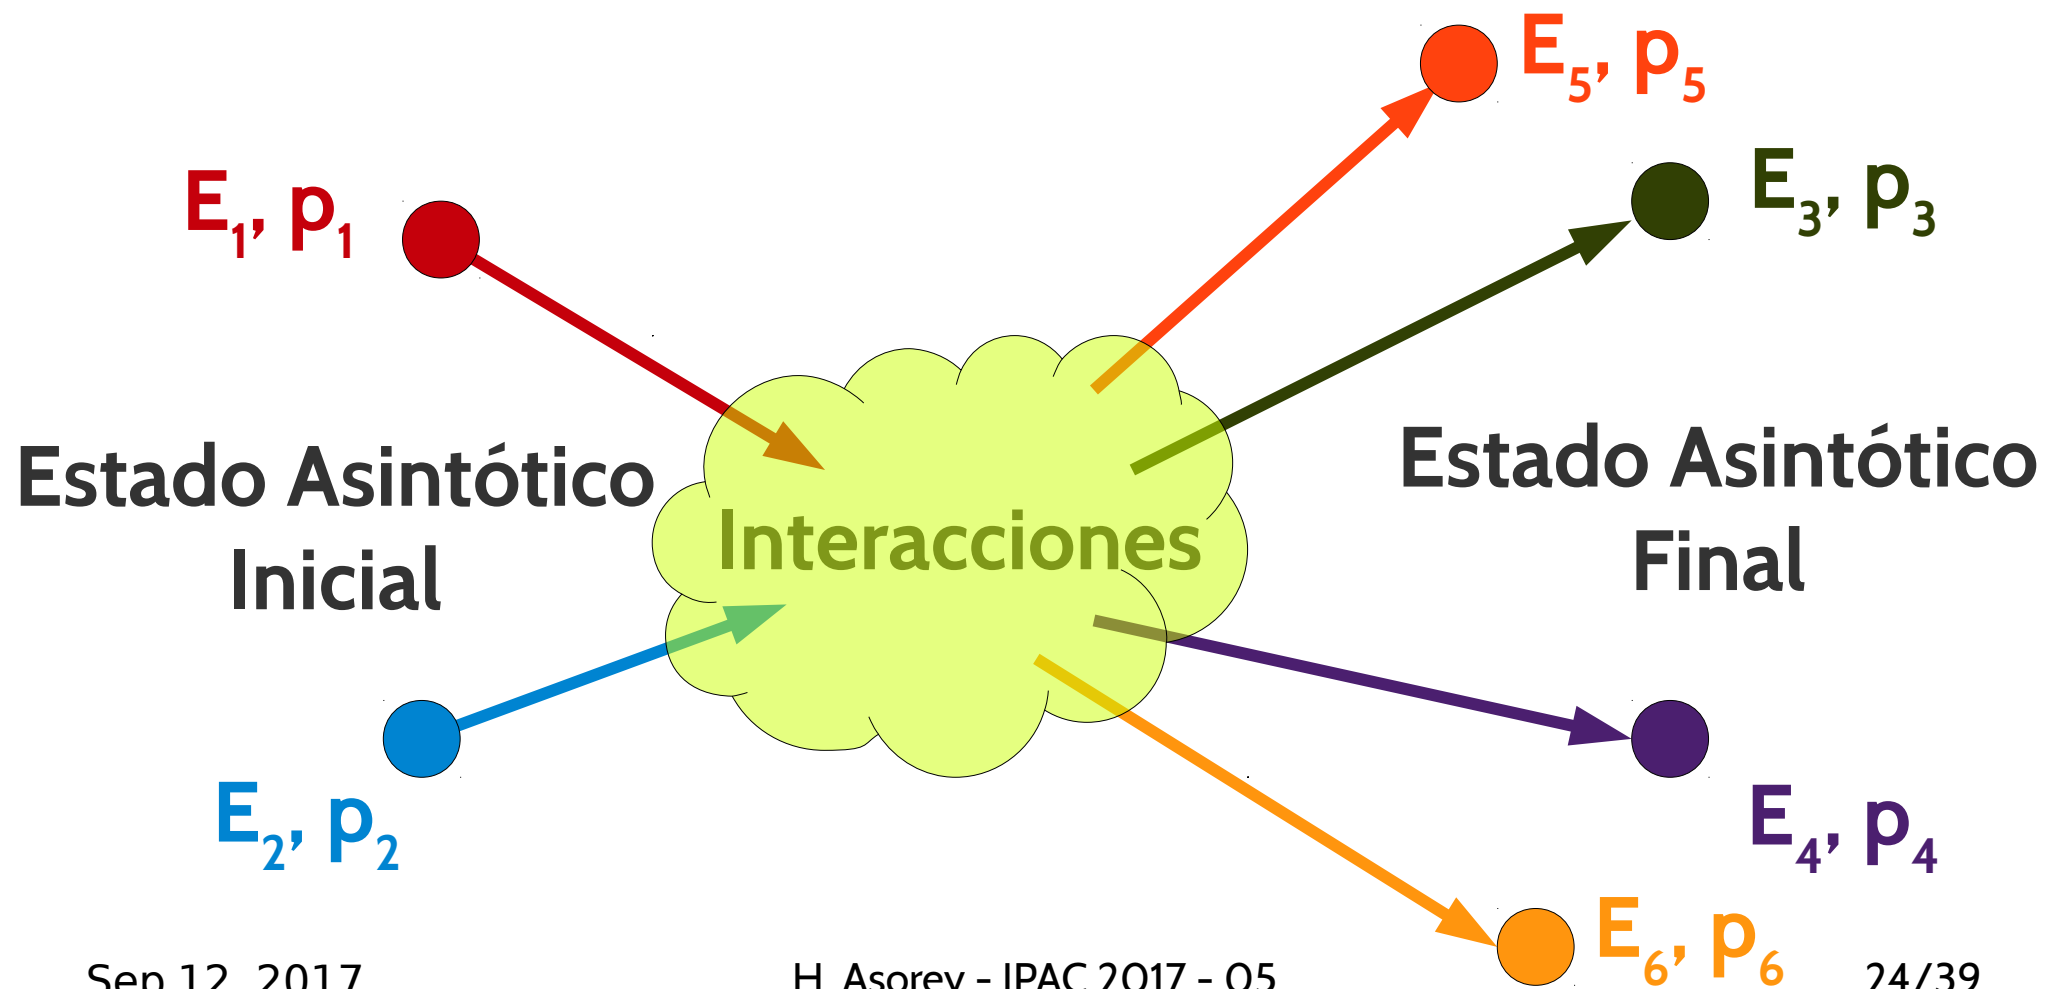 E5, p5
E1, p1
E3, p3
Estado Asintótico
Inicial
Interacciones
Estado Asintótico
Final
E2, p2
E4, p4
E6, p6
Sep 12, 2017
H. Asorey - IPAC 2017 - 05
24/39